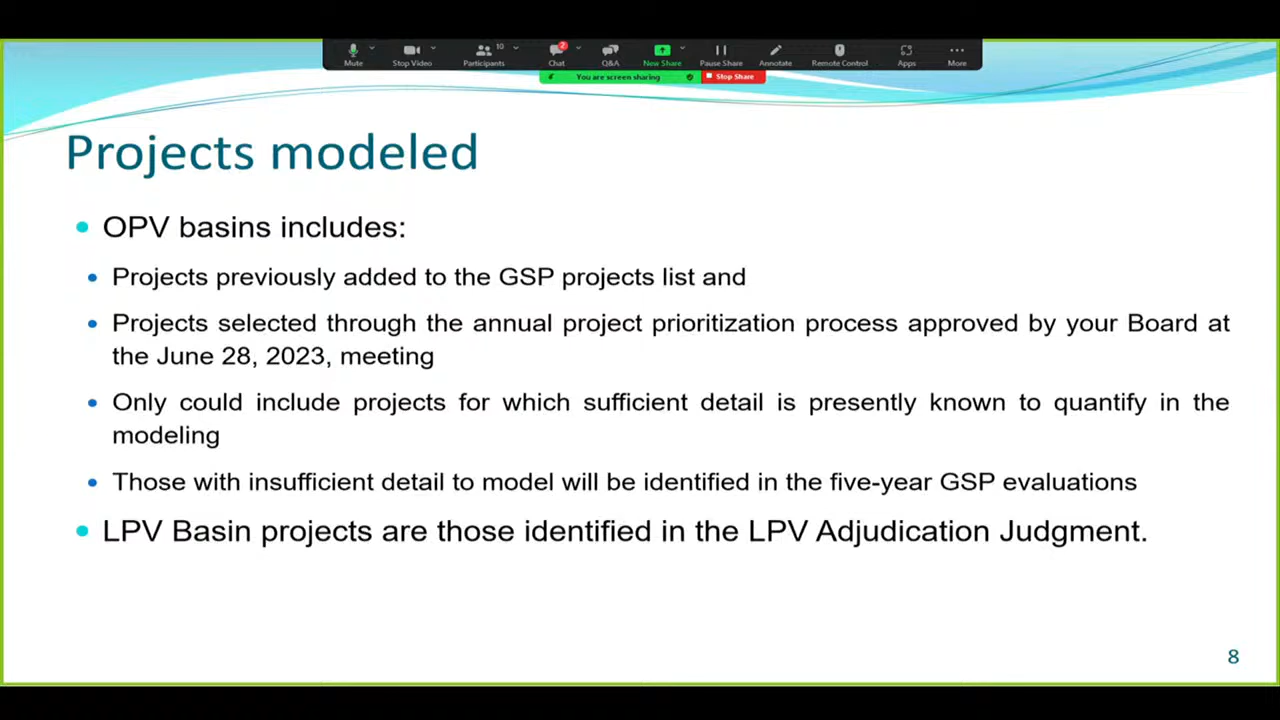 10
2
Mute
Stop Video
Participants
Chat
Q&A
New Share
Pause Share
Annotate
Remote Control
Apps
More
You are screen sharing
Stop Share
Projects modeled
OPV basins includes:
Projects previously added to the GSP projects list and
Projects selected through the annual project prioritization process approved by your Board at
the June 28, 2023, meeting
Only could include projects for which sufficient detail is presently known to quantify in the
modeling
Those with insufficient detail to model will be identified in the five-year GSP evaluations
LPV Basin projects are those identified in the LPV Adjudication Judgment.
8